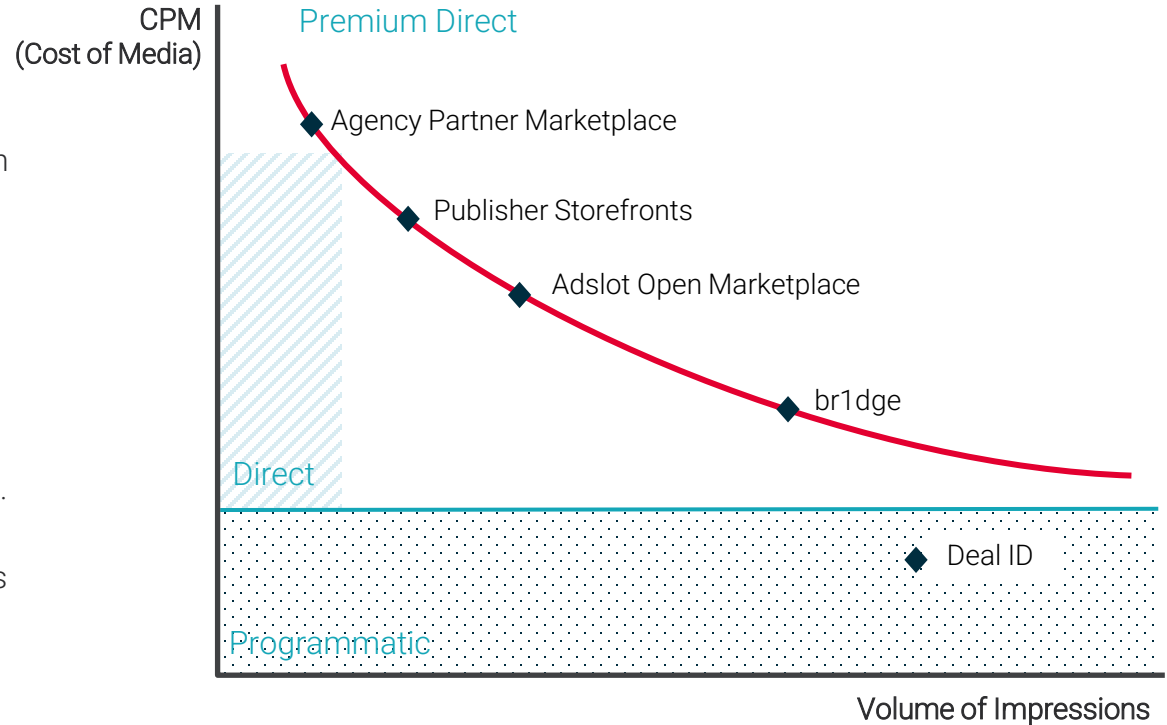 CPM
(Cost of Media)
Premium Direct
Agency Partner Marketplace
Publisher Storefronts
Adslot Open Marketplace
br1dge
Direct
Deal ID
Programmatic
Volume of Impressions